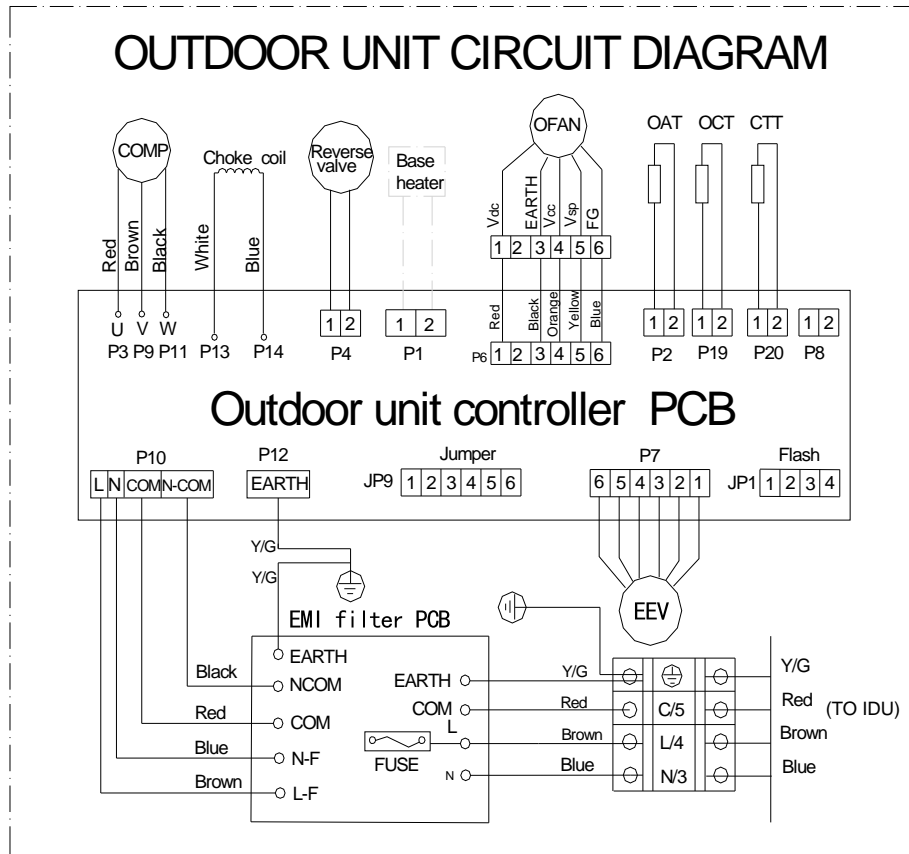 OUTDOOR UNIT CIRCUIT DIAGRAM
COMP
Choke coil
Reverse
valve
Base
heater
OFAN
OAT OCT CTT
Red
Brown
Black
White
Blue
Vdc
EARTH
Vcc
Vsp
FG
1 2 3 4 5 6
Red
Black
Orange
Yellow
Blue
U V W
P3 P9 P11 P13 P14
1 2
P4
1 2
P1
P6 1 2 3 4 5 6
1 2
P2
1 2
P19
1 2
P20
1 2
P8
Outdoor unit controller PCB
P10
L N COM N-COM
P12
EARTH
Jumper
JP9 1 2 3 4 5 6
P7
6 5 4 3 2 1
Flash
JP1 1 2 3 4
Y/G
Y/G
EEV
EMI filter PCB
EARTH
Black NCOM
Red COM
Blue N-F
Brown L-F
EARTH Y/G
COM Red
L Brown
FUSE
N Blue
C/5
L/4
N/3
Y/G
Red (TO IDU)
Brown
Blue